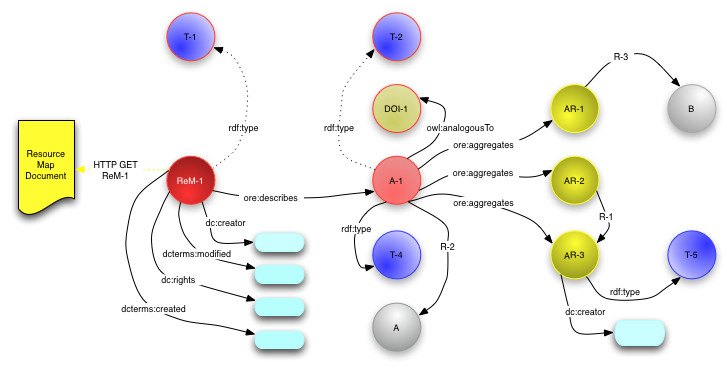 T-1
T-2
R-3
DOI-1
AR-1
B
rdf:type
rdf:type
owl:analogousTo
ore:aggregates
Resource
Map
Document
HTTP GET
ReM-1
ReM-1
A-1
ore:aggregates
AR-2
ore:describes
ore:aggregates
R-1
dc:creator
rdf:type
R-2
dcterms:modified
T-4
AR-3
T-5
dc:rights
rdf:type
dcterms:created
dc:creator
A